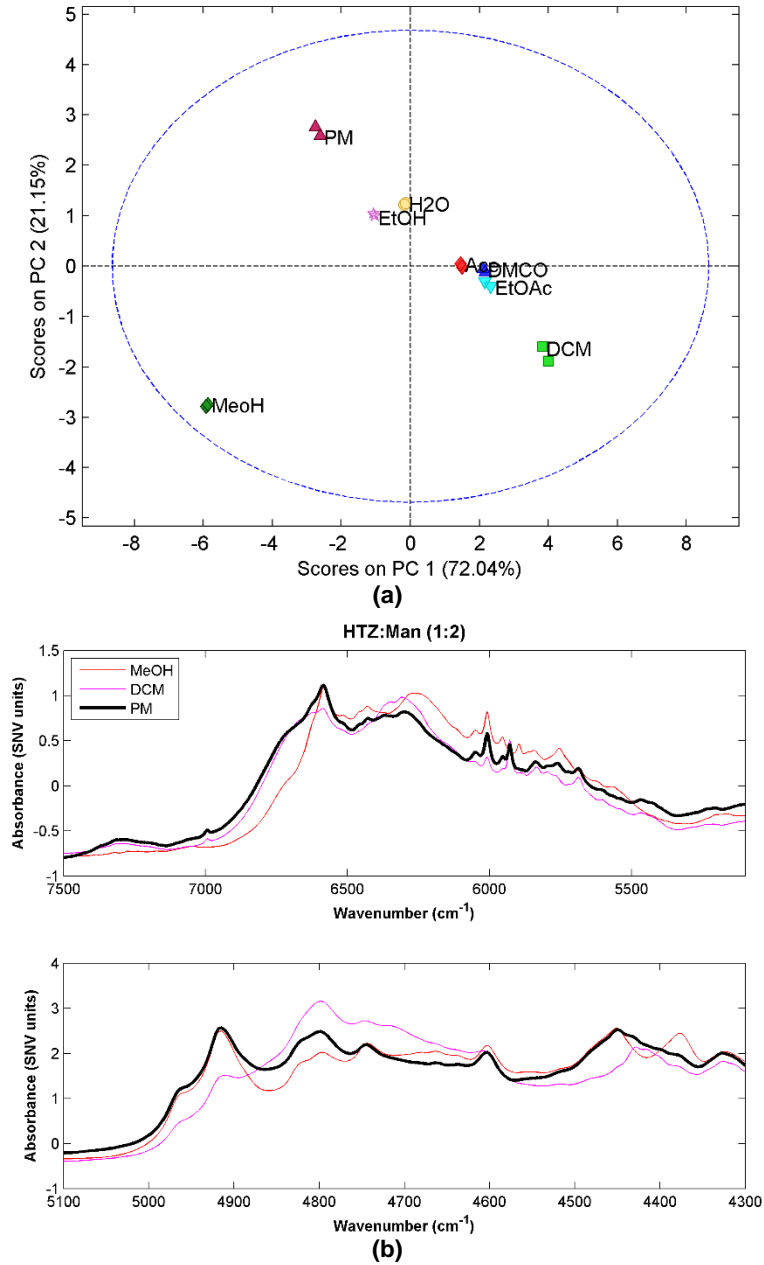 5
4
3
PM
2
H2O
1
EtOH
0
DMCO
EtOAc
-1
DCM
-2
MeoH
-3
-4
-5
Scores on PC 2 (21.15%)
-8 -6 -4 -2 0 2 4 6 8
Scores on PC 1 (72.04%)
(a)
HTZ:Man (1:2)
1.5
MeOH
DCM
PM
1
0.5
0
-0.5
-1
Absorbance (SNV units)
7500 7000 6500 6000 5500
Wavenumber (cm⁻¹)
4
3
2
1
0
-1
Absorbance (SNV units)
5100 5000 4900 4800 4700 4600 4500 4400 4300
Wavenumber (cm⁻¹)
(b)